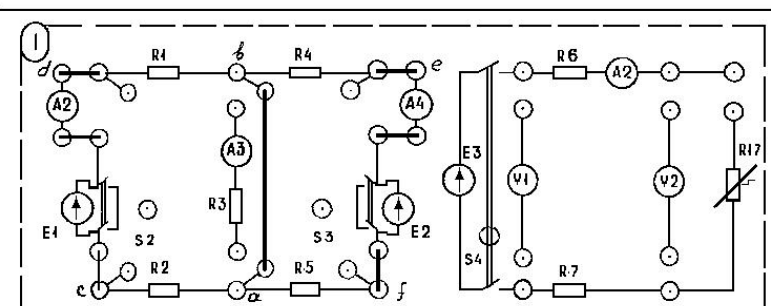 1
d R1 b R4 e R6 A2
A2 A4
A3 E3 V1 V2 R17
E1 S2 R3 S3 E2 S4
c R2 a R5 f R7